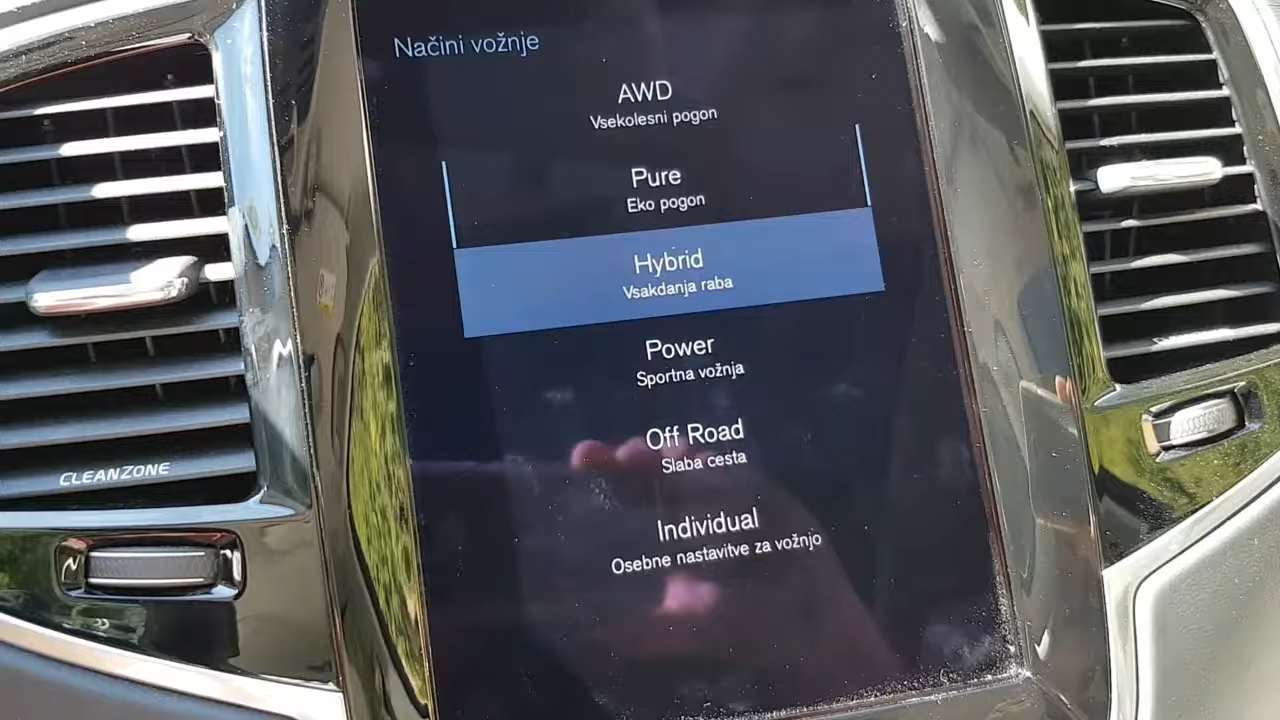 Načini vožnje
AWD
Vsekolesni pogon
Pure
Eko pogon
Hybrid
Vsakdanja raba
Power
Sportna vožnja
Off Road
Slaba cesta
Individual
Osebne nastavitve za vožnjo
CLEANZONE